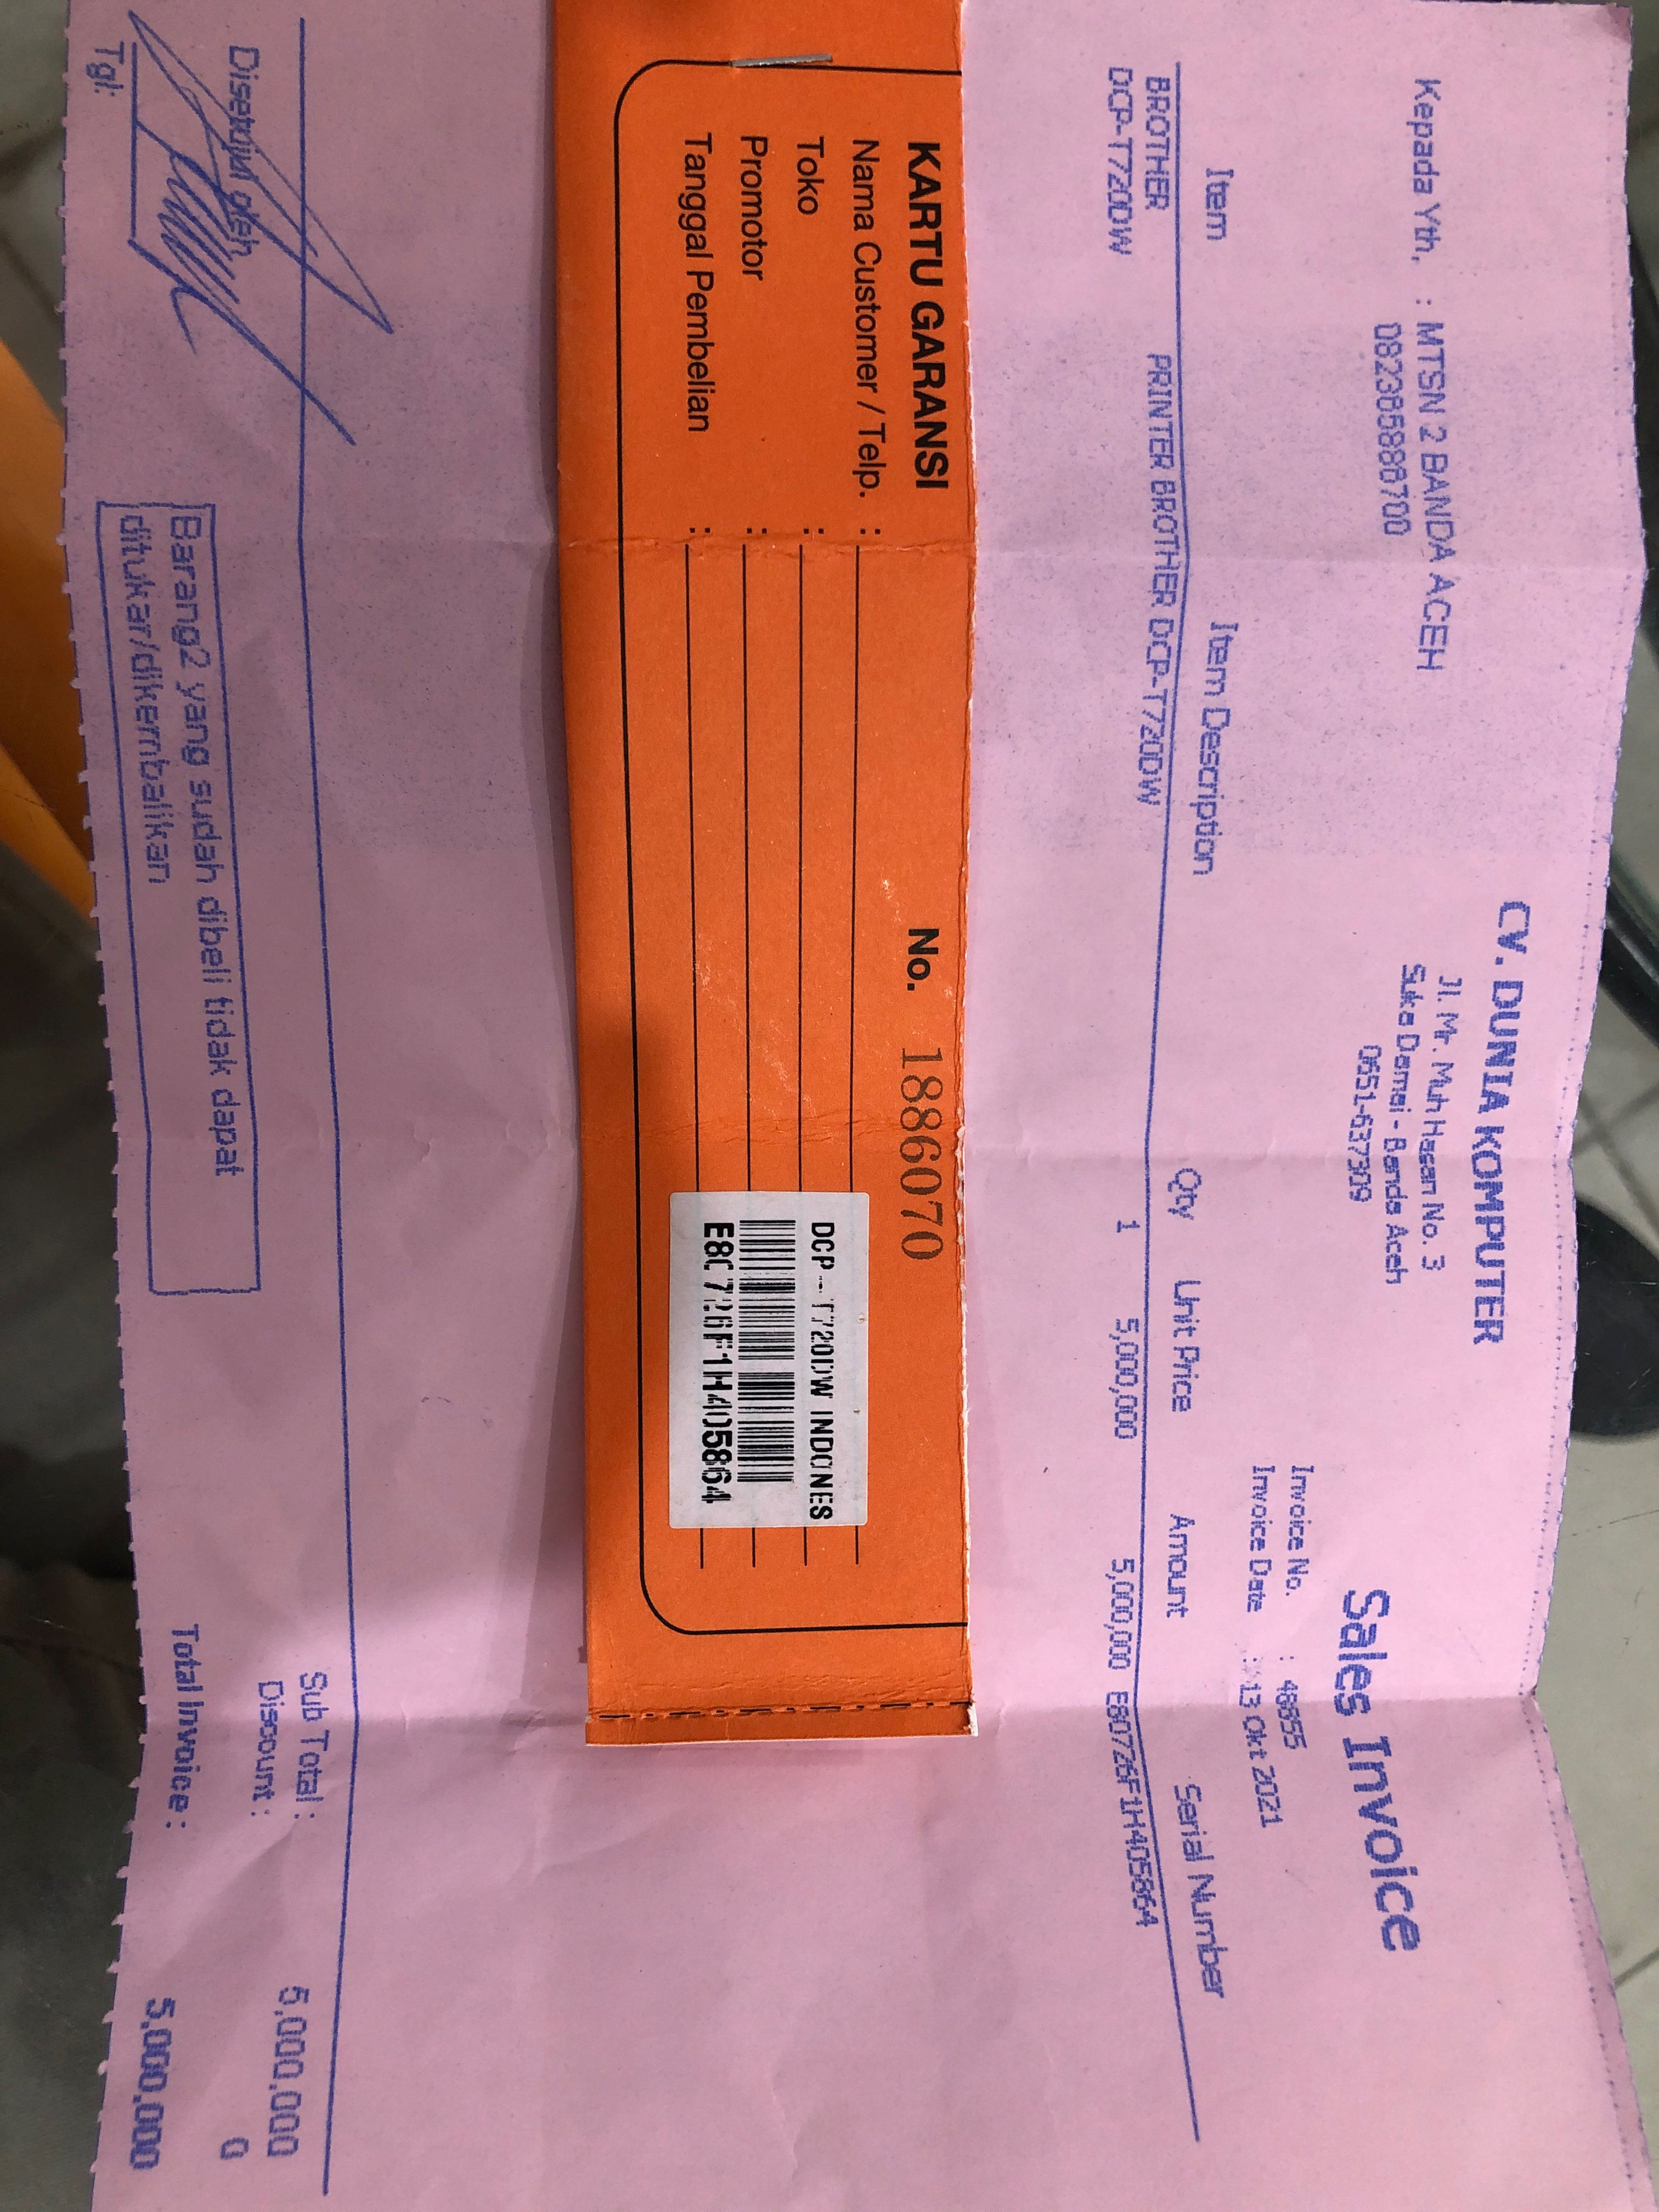 CV. DUNIA KOMPUTER
Jl. Mr. Muh Hasan No. 3
Suka Damai - Banda Aceh
0651-637309
Sales Invoice
Kepada Yth. : MTSN 2 BANDA ACEH
Invoice No. : 48855
Invoice Date : 13 Okt 2021
Item Item Description Qty Unit Price Amount Serial Number
BROTHER PRINTER BROTHER DCP-T720DW 1 5,000,000 5,000,000 E80726F1H405864
DCP-T720DW
KARTU GARANSI No. 1886070
Nama Customer / Telp. :
Toko :
Promotor :
Tanggal Pembelian :
DCP-T720DW INDONES
Sub Total : 5,000,000
Discount : 0
Total Invoice : 5,000,000
Disetujui oleh
Tgl:
Barang2 yang sudah dibeli tidak dapat
ditukar/dikembalikan